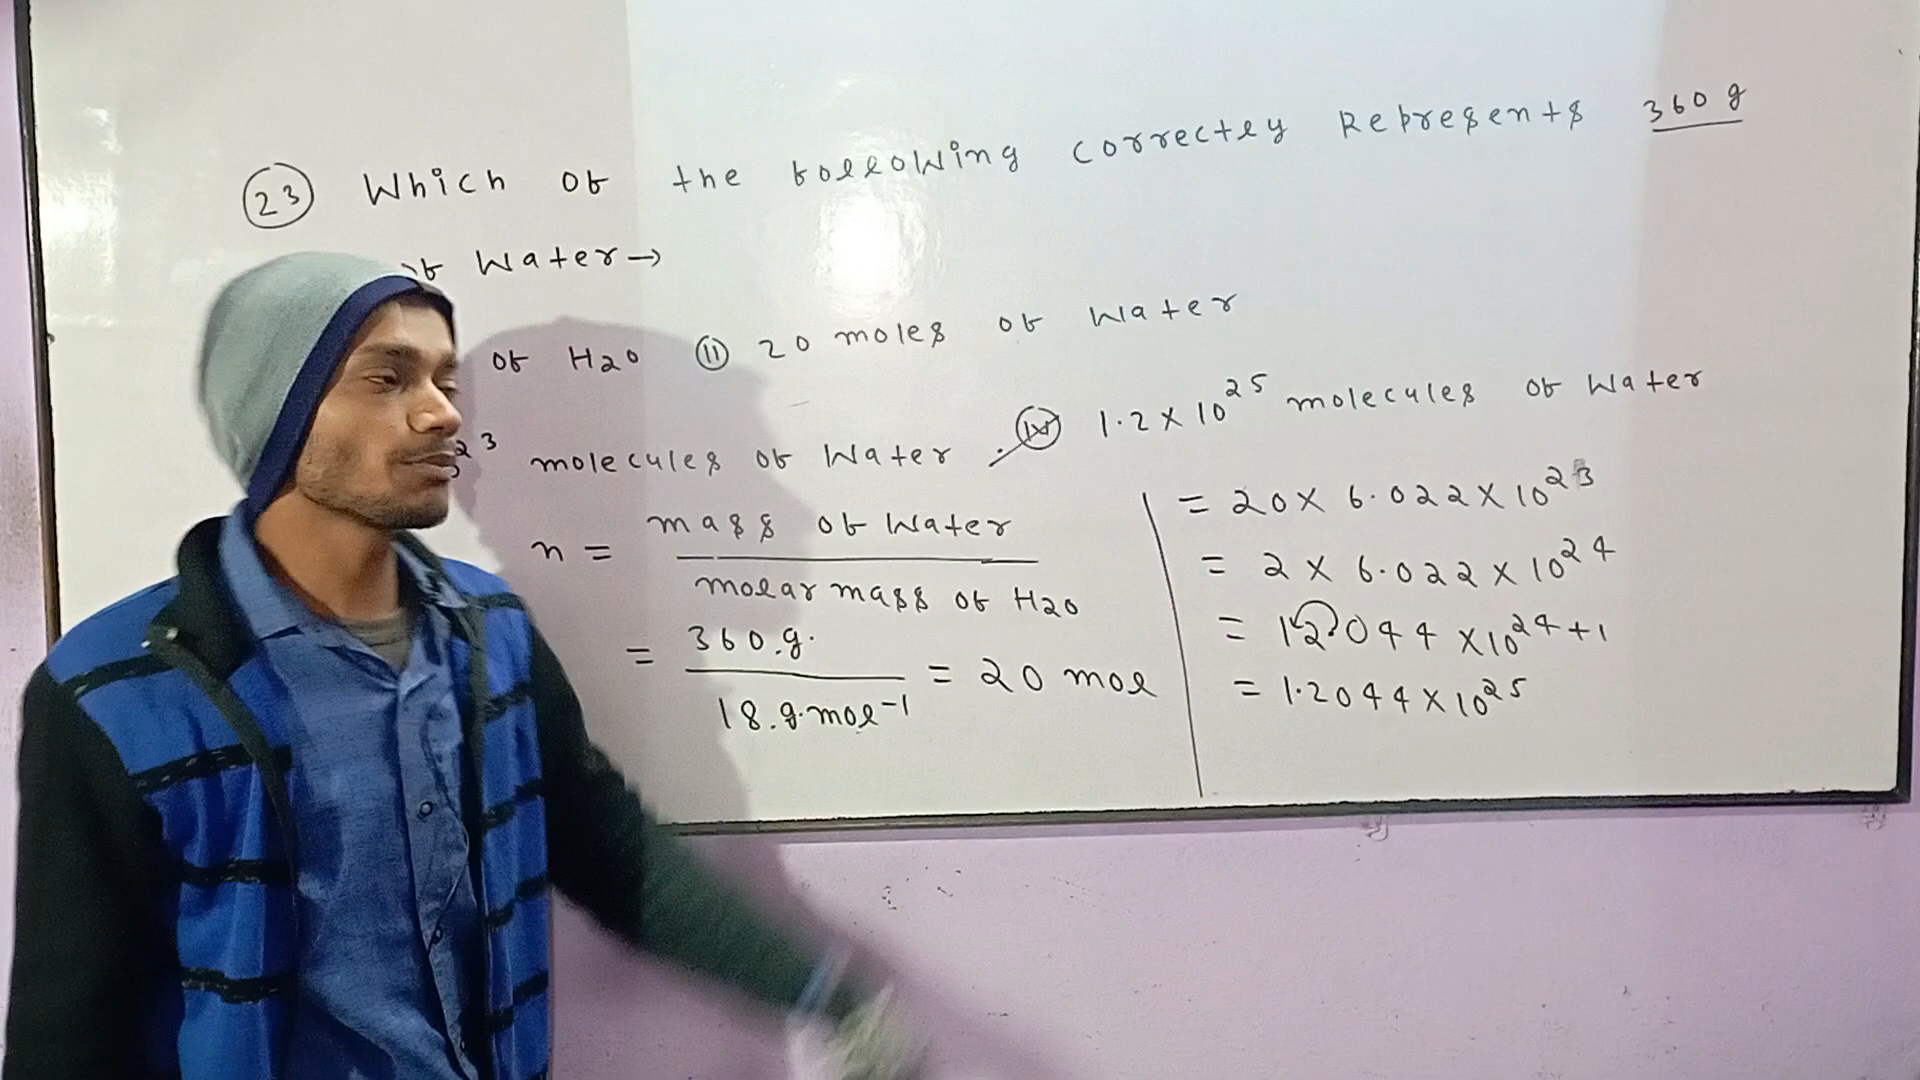 (23) Which of the following correctly Represents 360 g
of Water →
of H2O (II) 20 moles of Water
23 molecules of Water (IV) 1.2 × 10^25 molecules of Water
n = mass of Water / molar mass of H2O
= 360.g. / 18.g.mol^-1 = 20 mol
= 20 × 6.022 × 10^23
= 2 × 6.022 × 10^24
= 12044 × 10^24+1
= 1.2044 × 10^25